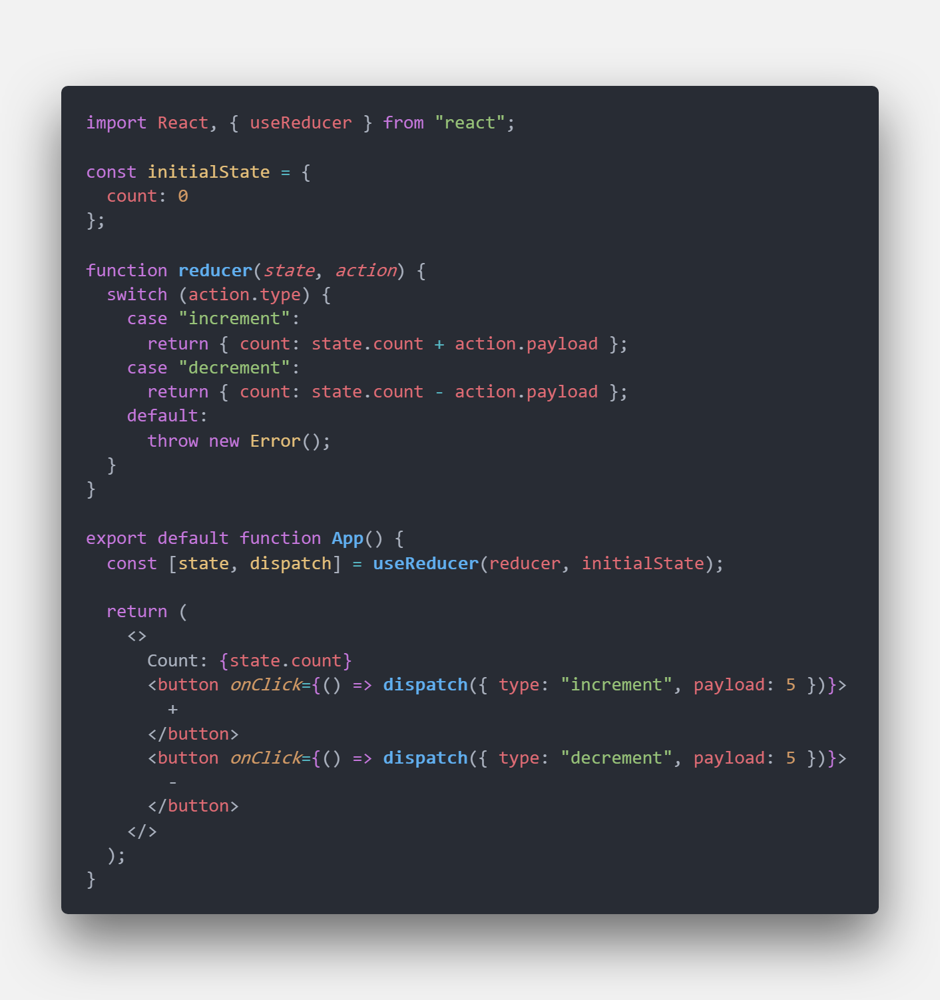 import React, { useReducer } from "react";

const initialState = {
  count: 0
};

function reducer(state, action) {
  switch (action.type) {
    case "increment":
      return { count: state.count + action.payload };
    case "decrement":
      return { count: state.count - action.payload };
    default:
      throw new Error();
  }
}

export default function App() {
  const [state, dispatch] = useReducer(reducer, initialState);

  return (
    <>
      Count: {state.count}
      <button onClick={() => dispatch({ type: "increment", payload: 5 })}>
        +
      </button>
      <button onClick={() => dispatch({ type: "decrement", payload: 5 })}>
        -
      </button>
    </>
  );
}